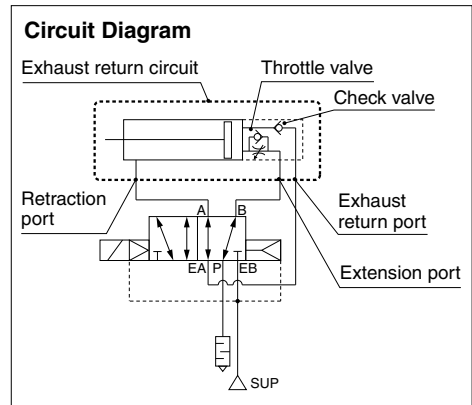 Circuit Diagram
Exhaust return circuit
Throttle valve
Check valve
Retraction
port
A
B
Exhaust
return port
EA
P
EB
Extension port
SUP